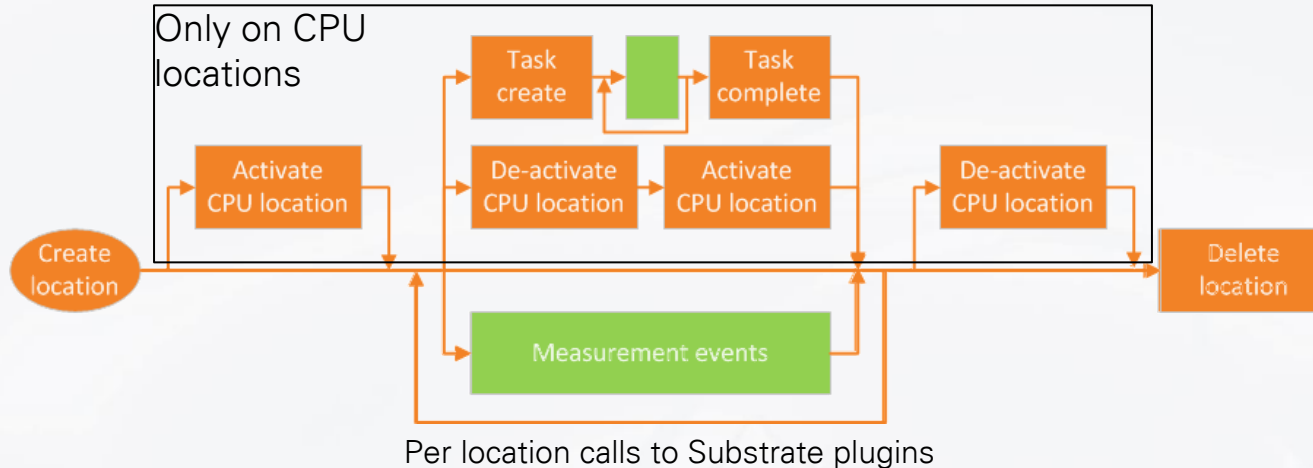 Only on CPU
locations
Task
create
Task
complete
Activate
CPU location
De-activate
CPU location
Activate
CPU location
De-activate
CPU location
Create
location
Delete
location
Measurement events
Per location calls to Substrate plugins